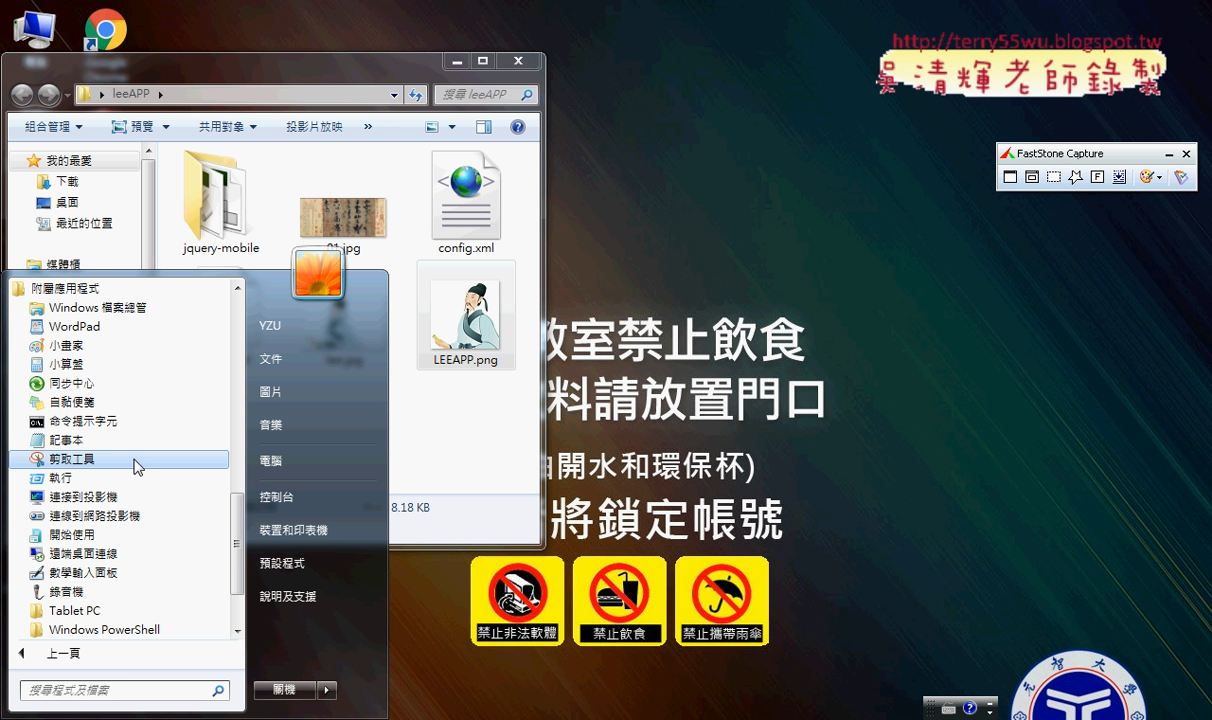 http://terry55wu.blogspot.tw
吳清輝老師錄製
Google
Chrome
leeAPP
搜尋 leeAPP
組合管理
預覽
共用對象
投影片放映
»
FastStone Capture
我的最愛
下載
桌面
最近的位置
媒體櫃
jquery-mobile
01.jpg
config.xml
LEEAPP.png
8.18 KB
附屬應用程式
Windows 檔案總管
WordPad
小畫家
小算盤
同步中心
自黏便箋
命令提示字元
記事本
剪取工具
執行
連接到投影機
連線到網路投影機
開始使用
遠端桌面連線
數學輸入面板
錄音機
Tablet PC
Windows PowerShell
上一頁
搜尋程式及檔案
YZU
文件
圖片
音樂
電腦
控制台
裝置和印表機
預設程式
說明及支援
關機
教室禁止飲食
料請放置門口
開水和環保杯)
將鎖定帳號
禁止非法軟體
禁止飲食
禁止攜帶雨傘
元智大學